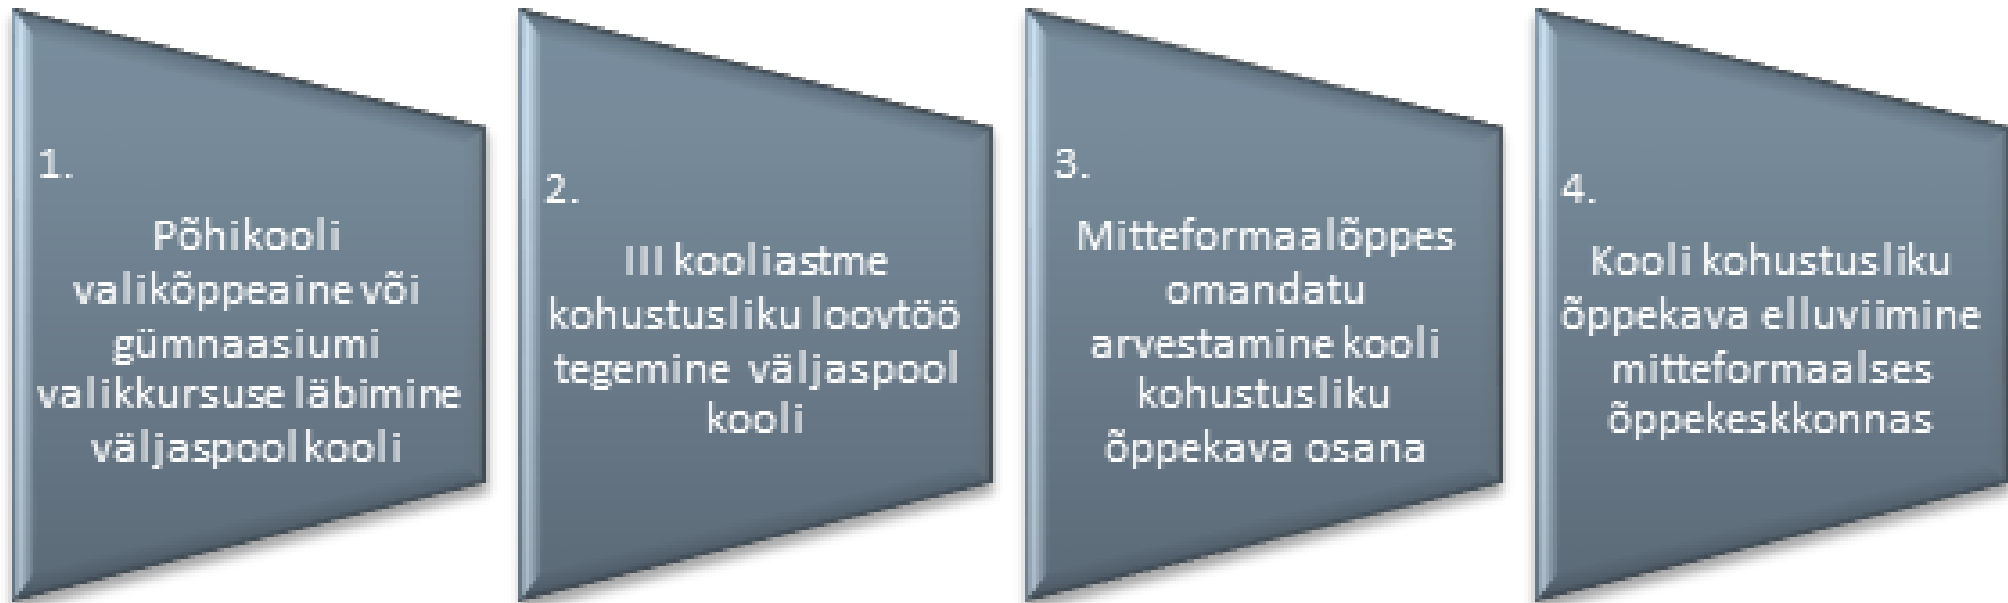 1.
Põhikooli
valikõppeaine või
gümnaasiumi
valikkursuse läbimine
väljaspool kooli
2.
III kooliastme
kohustusliku loovtöö
tegemine väljaspool
kooli
3.
Mitteformaalõppes
omandatu
arvestamine kooli
kohustusliku
õppekava osana
4.
Kooli kohustusliku
õppekava elluviimine
mitteformaalses
õppekeskkonnas